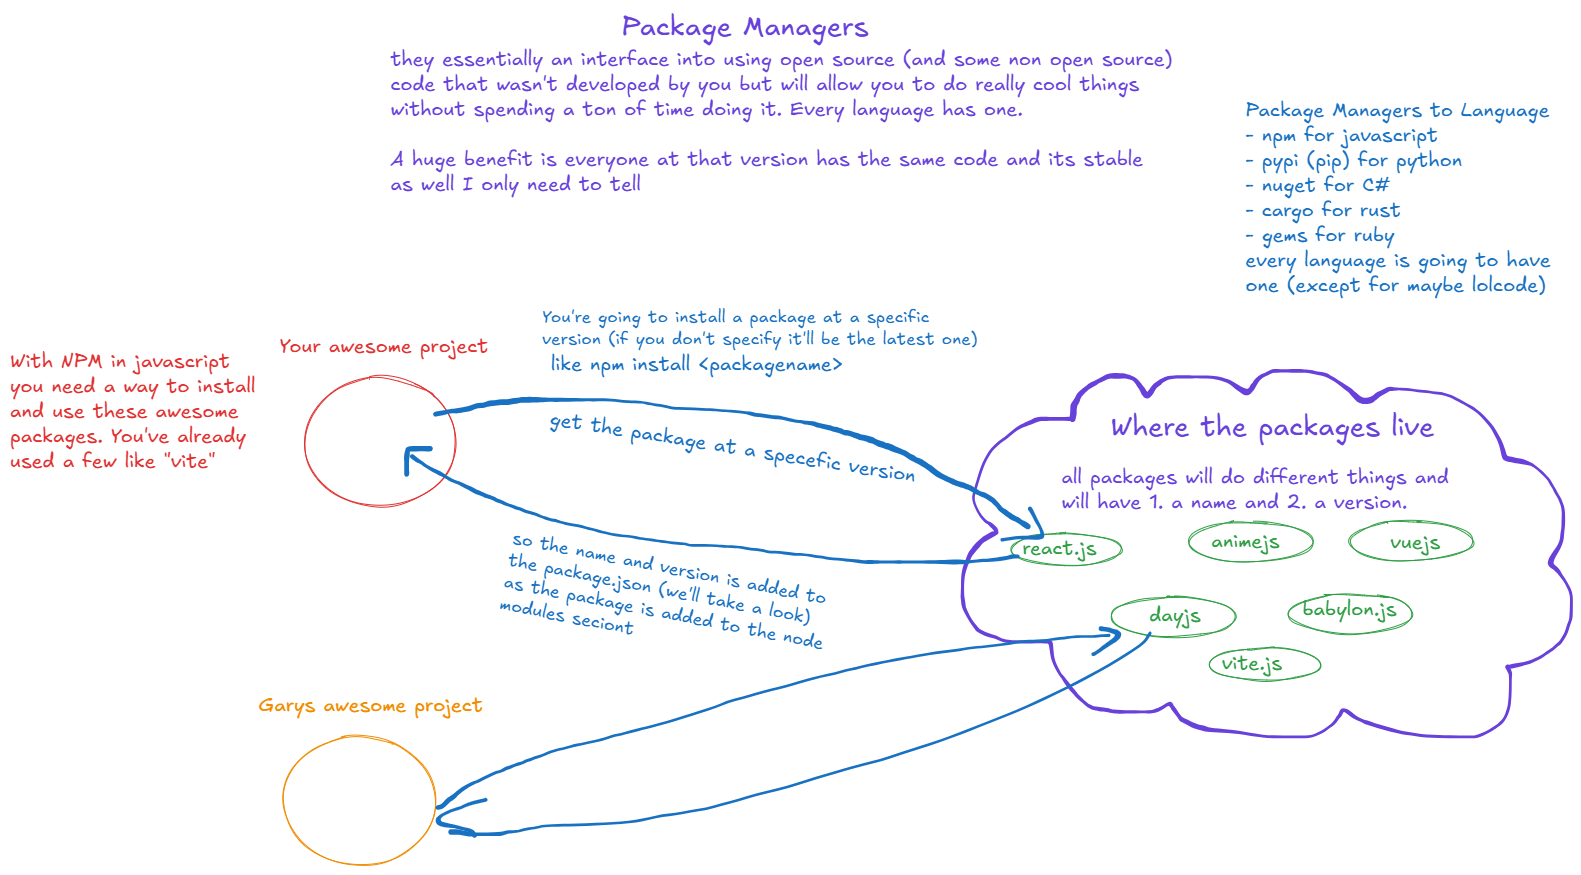 Package Managers
they essentially an interface into using open source (and some non open source)
code that wasn't developed by you but will allow you to do really cool things
without spending a ton of time doing it. Every language has one.
A huge benefit is everyone at that version has the same code and its stable
as well I only need to tell
Package Managers to Language
- npm for javascript
- pypi (pip) for python
- nuget for C#
- cargo for rust
- gems for ruby
every language is going to have
one (except for maybe lolcode)
With NPM in javascript
you need a way to install
and use these awesome
packages. You've already
used a few like "vite"
Your awesome project
You're going to install a package at a specific
version (if you don't specify it'll be the latest one)
like npm install <packagename>
get the package at a specefic version
so the name and version is added to
the package.json (we'll take a look)
as the package is added to the node
modules seciont
Where the packages live
all packages will do different things and
will have 1. a name and 2. a version.
react.js
animejs
vuejs
dayjs
babylon.js
vite.js
Garys awesome project